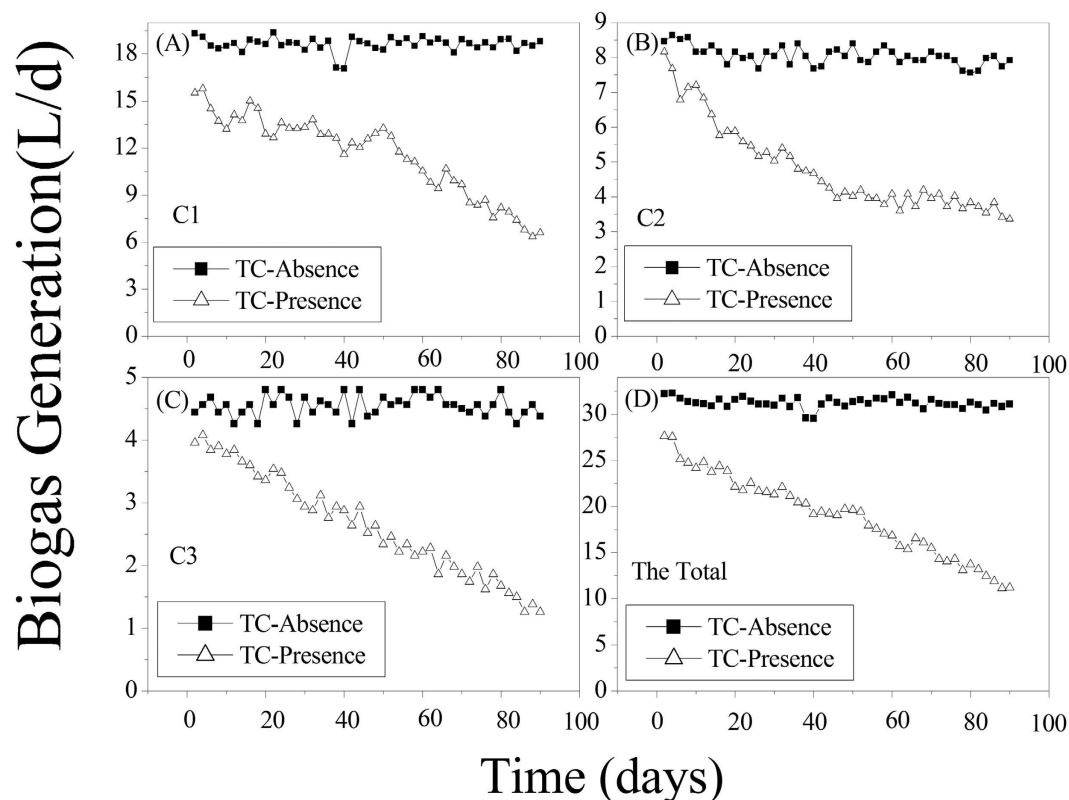 Biogas Generation(L/d)
(A)
18
15
12
9
6
3
0
C1
TC-Absence
TC-Presence
0 20 40 60 80 100
(B)
9
8
7
6
5
4
3
2
1
0
C2
TC-Absence
TC-Presence
0 20 40 60 80 100
(C)
5
4
3
2
1
0
C3
TC-Absence
TC-Presence
0 20 40 60 80 100
(D)
30
25
20
15
10
5
0
The Total
TC-Absence
TC-Presence
0 20 40 60 80 100
Time (days)